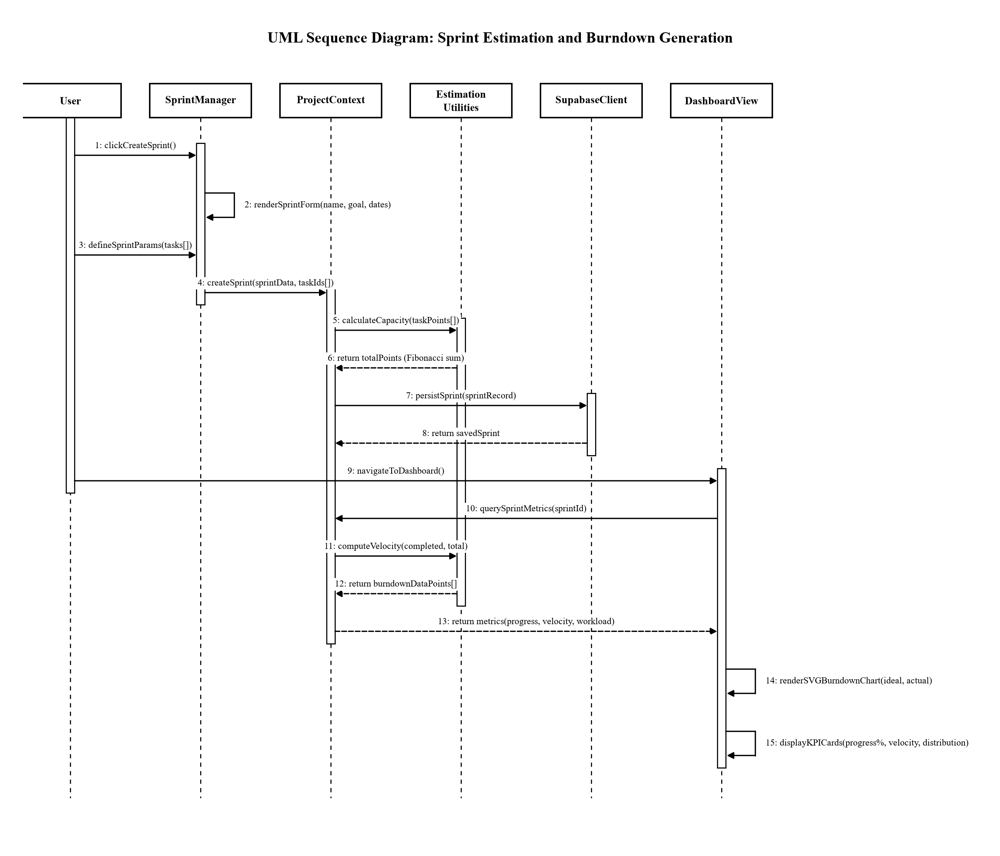 UML Sequence Diagram: Sprint Estimation and Burndown Generation
User
SprintManager
ProjectContext
Estimation
Utilities
SupabaseClient
DashboardView
1: clickCreateSprint()
2: renderSprintForm(name, goal, dates)
3: defineSprintParams(tasks[])
4: createSprint(sprintData, taskIds[])
5: calculateCapacity(taskPoints[])
6: return totalPoints (Fibonacci sum)
7: persistSprint(sprintRecord)
8: return savedSprint
9: navigateToDashboard()
10: querySprintMetrics(sprintId)
11: computeVelocity(completed, total)
12: return burndownDataPoints[]
13: return metrics(progress, velocity, workload)
14: renderSVGBurndownChart(ideal, actual)
15: displayKPICards(progress%, velocity, distribution)